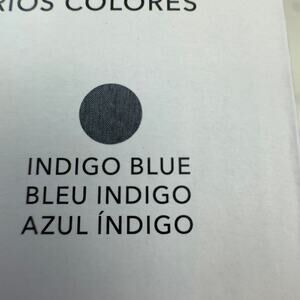 RIOS COLORES
INDIGO BLUE
BLEU INDIGO
AZUL ÍNDIGO